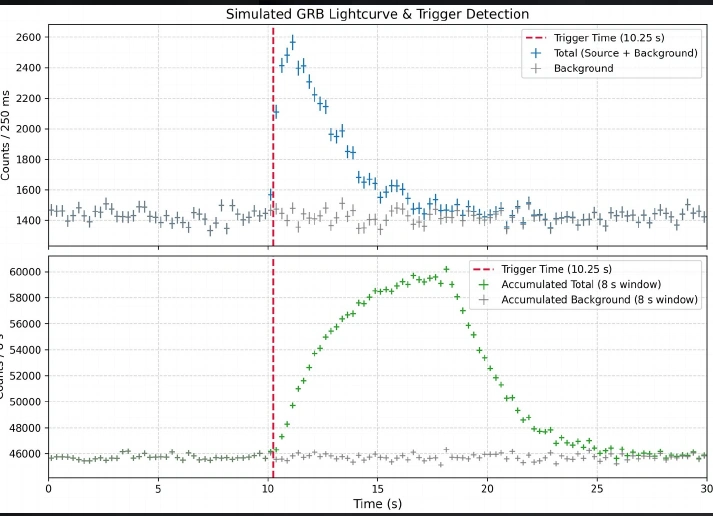 Simulated GRB Lightcurve & Trigger Detection
2600
2400
2200
2000
1800
1600
1400
Counts / 250 ms
Trigger Time (10.25 s)
Total (Source + Background)
Background
60000
58000
56000
54000
52000
50000
48000
46000
Trigger Time (10.25 s)
Accumulated Total (8 s window)
Accumulated Background (8 s window)
0 5 10 15 20 25 30
Time (s)